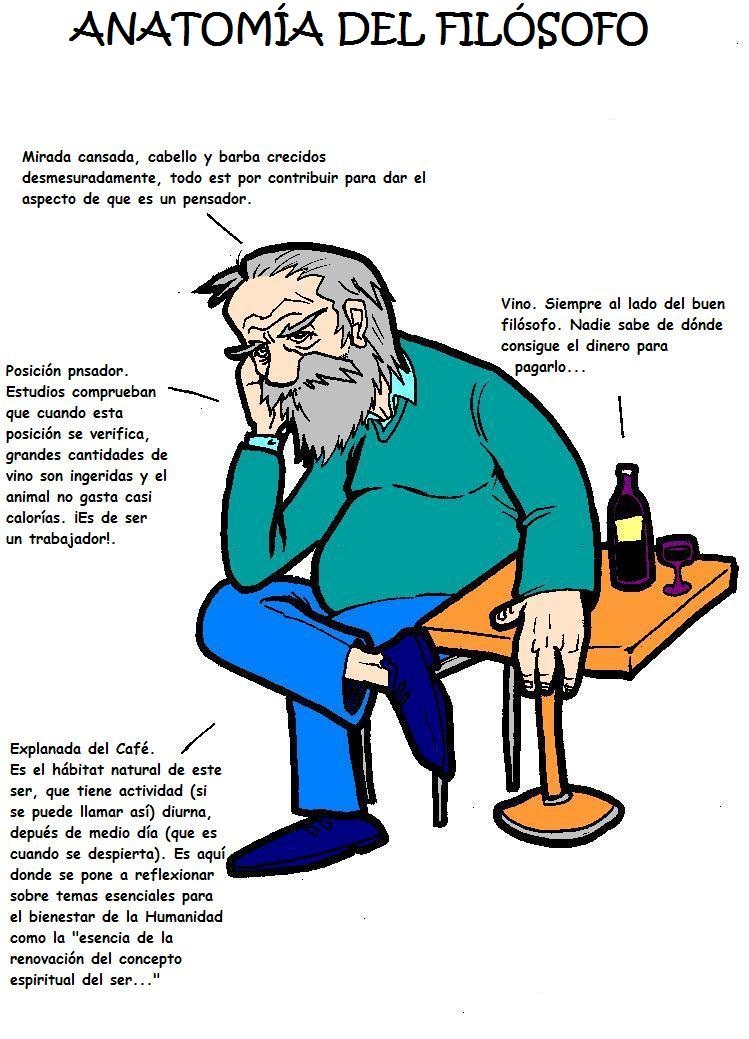 ANATOMÍA DEL FILÓSOFO
Mirada cansada, cabello y barba crecidos
desmesuradamente, todo est por contribuir para dar el
aspecto de que es un pensador.
Vino. Siempre al lado del buen
filósofo. Nadie sabe de dónde
consigue el dinero para
pagarlo...
Posición pnsador.
Estudios comprueban
que cuando esta
posición se verifica,
grandes cantidades de
vino son ingeridas y el
animal no gasta casi
calorías. ¡Es de ser
un trabajador!.
Explanada del Café.
Es el hábitat natural de este
ser, que tiene actividad (si
se puede llamar así) diurna,
depués de medio día (que es
cuando se despierta). Es aquí
donde se pone a reflexionar
sobre temas esenciales para
el bienestar de la Humanidad
como la "esencia de la
renovación del concepto
espiritual del ser..."